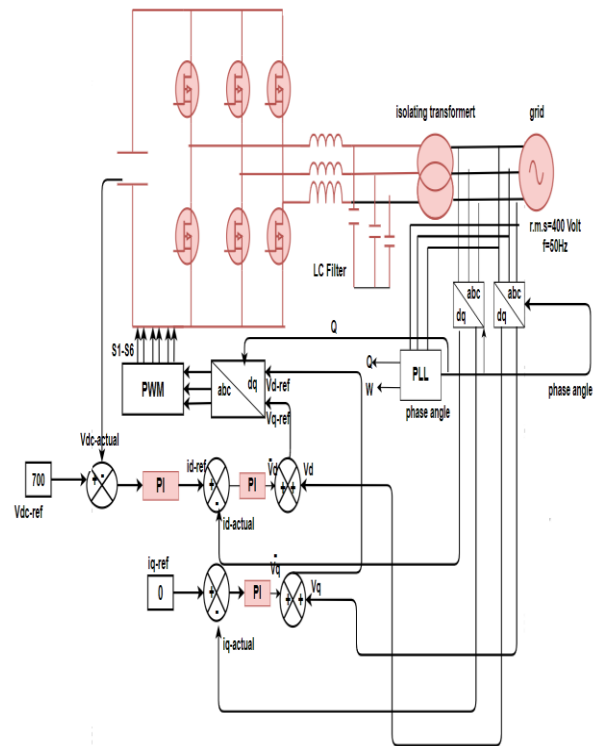 isolating transformert
grid
r.m.s=400 Volt
f=50Hz
LC Filter
abc
dq
abc
dq
Q
S1-S6
PWM
abc
dq
Vd-ref
Vq-ref
Q
W
PLL
phase angle
phase angle
Vdc-actual
700
Vdc-ref
+
-
PI
id-ref
+
-
PI
V̄d
+
+
Vd
id-actual
iq-ref
0
+
-
PI
V̄q
+
+
Vq
iq-actual